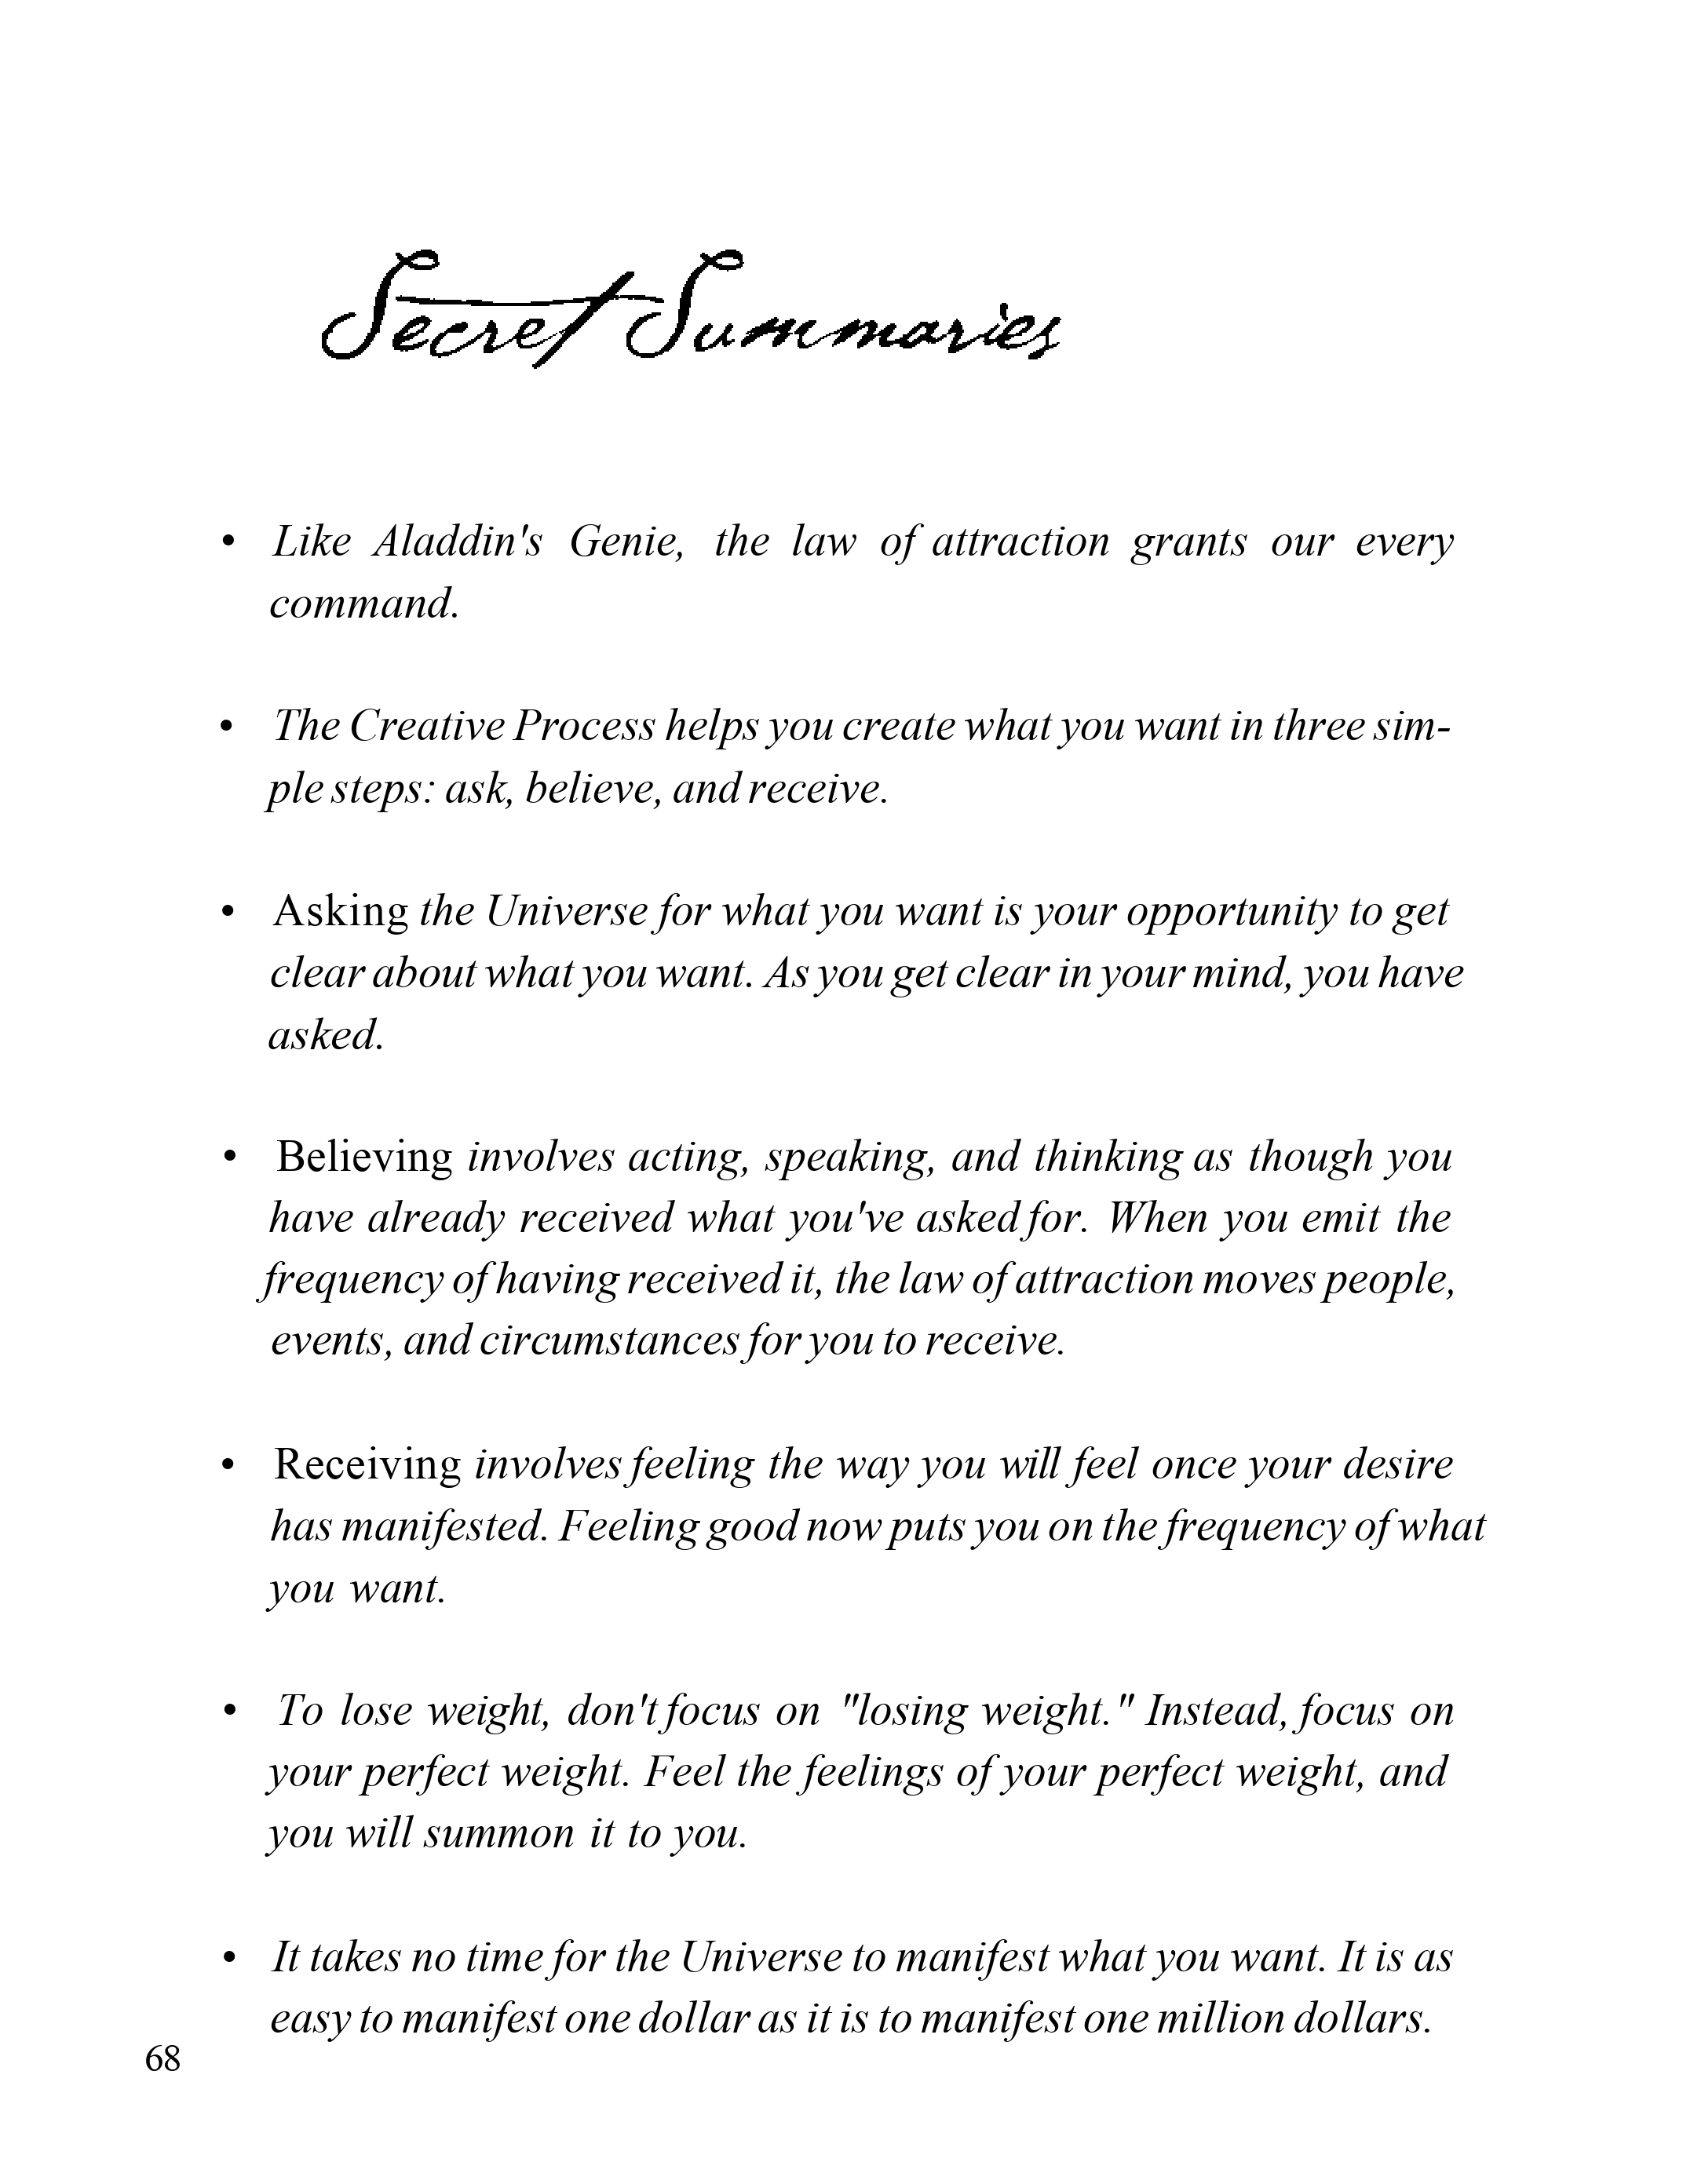 Secret Summaries
• Like Aladdin's Genie, the law of attraction grants our every
command.
• The Creative Process helps you create what you want in three sim-
ple steps: ask, believe, and receive.
• Asking the Universe for what you want is your opportunity to get
clear about what you want. As you get clear in your mind, you have
asked.
• Believing involves acting, speaking, and thinking as though you
have already received what you've asked for. When you emit the
frequency of having received it, the law of attraction moves people,
events, and circumstances for you to receive.
• Receiving involves feeling the way you will feel once your desire
has manifested. Feeling good now puts you on the frequency of what
you want.
• To lose weight, don't focus on "losing weight." Instead, focus on
your perfect weight. Feel the feelings of your perfect weight, and
you will summon it to you.
• It takes no time for the Universe to manifest what you want. It is as
easy to manifest one dollar as it is to manifest one million dollars.
68